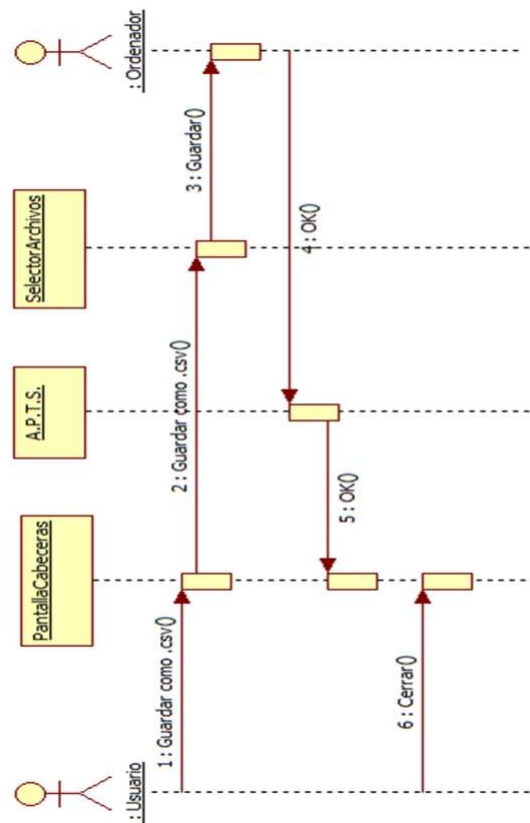 : Usuario
PantallaCabeceras
A.P.T.S.
SelectorArchivos
: Ordenador
1 : Guardar como .csv()
2 : Guardar como .csv()
3 : Guardar()
4 : OK()
5 : OK()
6 : Cerrar()